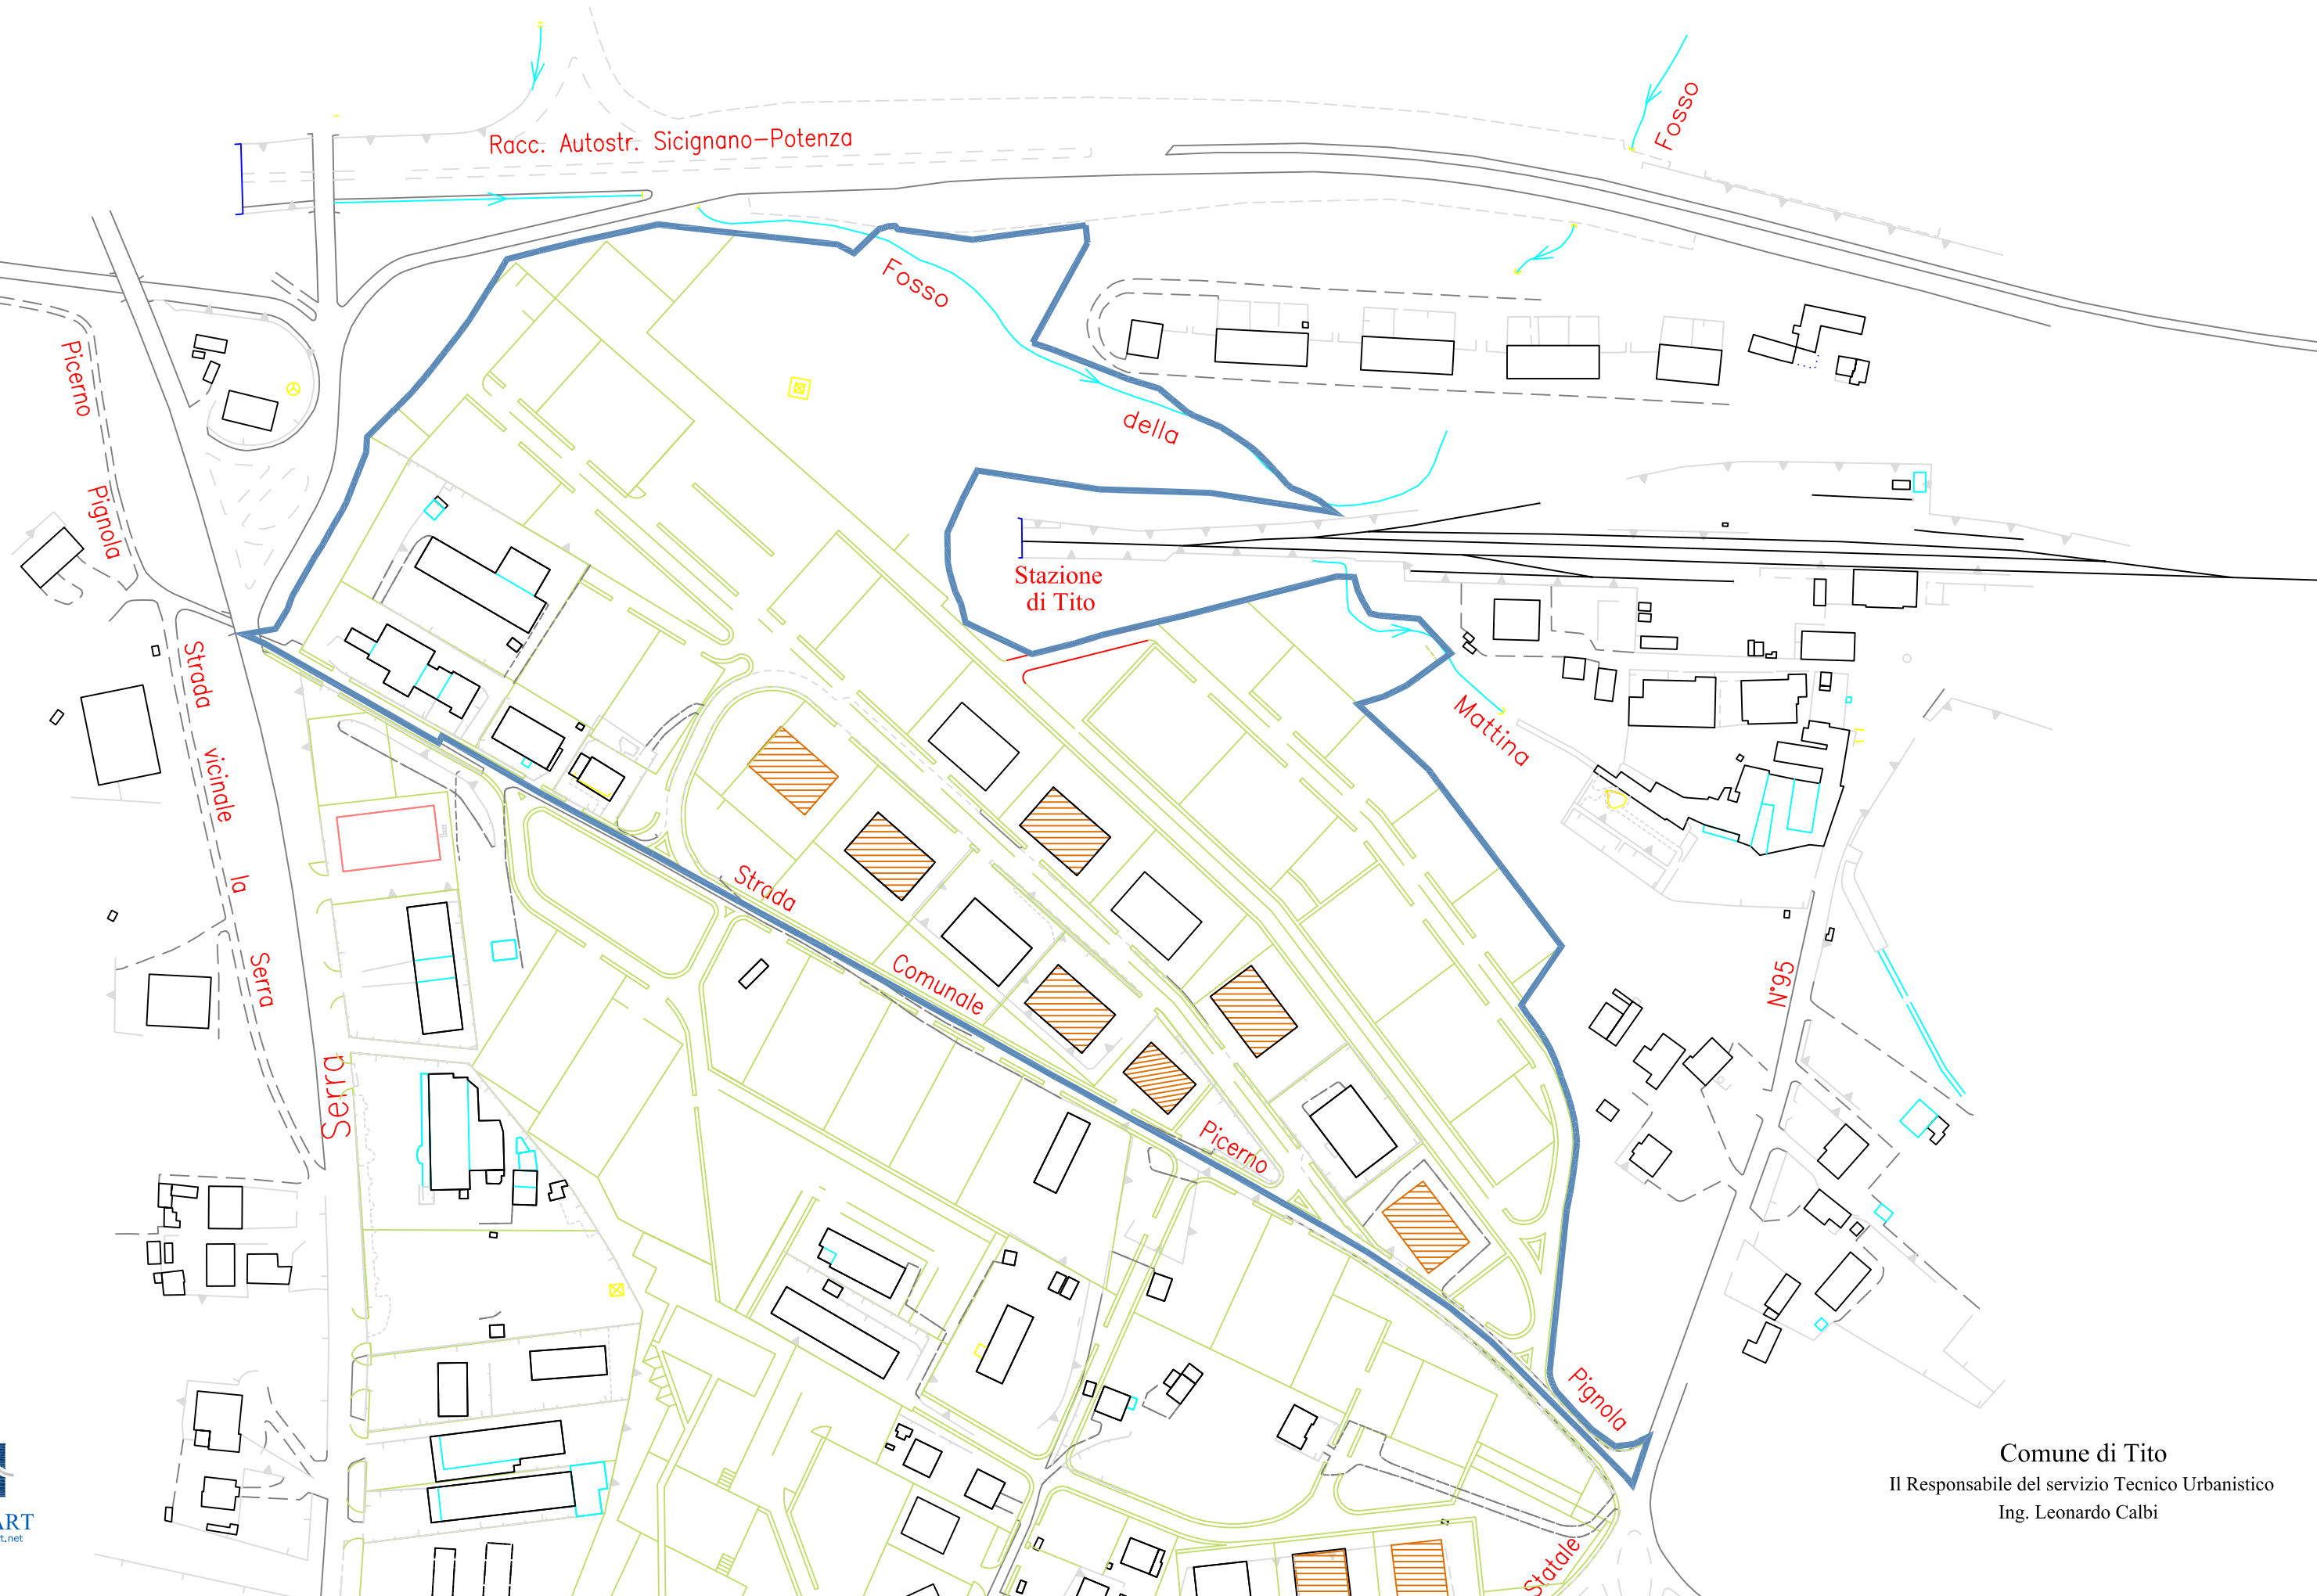 Racc. Autostr. Sicignano-Potenza
Fosso
Fosso
della
Mattina
Picerno
Pignola
Stazione
di Tito
Strada
vicinale
la
Serra
Serra
Strada
Comunale
Picerno
Pignola
N°95
Statale
Comune di Tito
Il Responsabile del servizio Tecnico Urbanistico
Ing. Leonardo Calbi